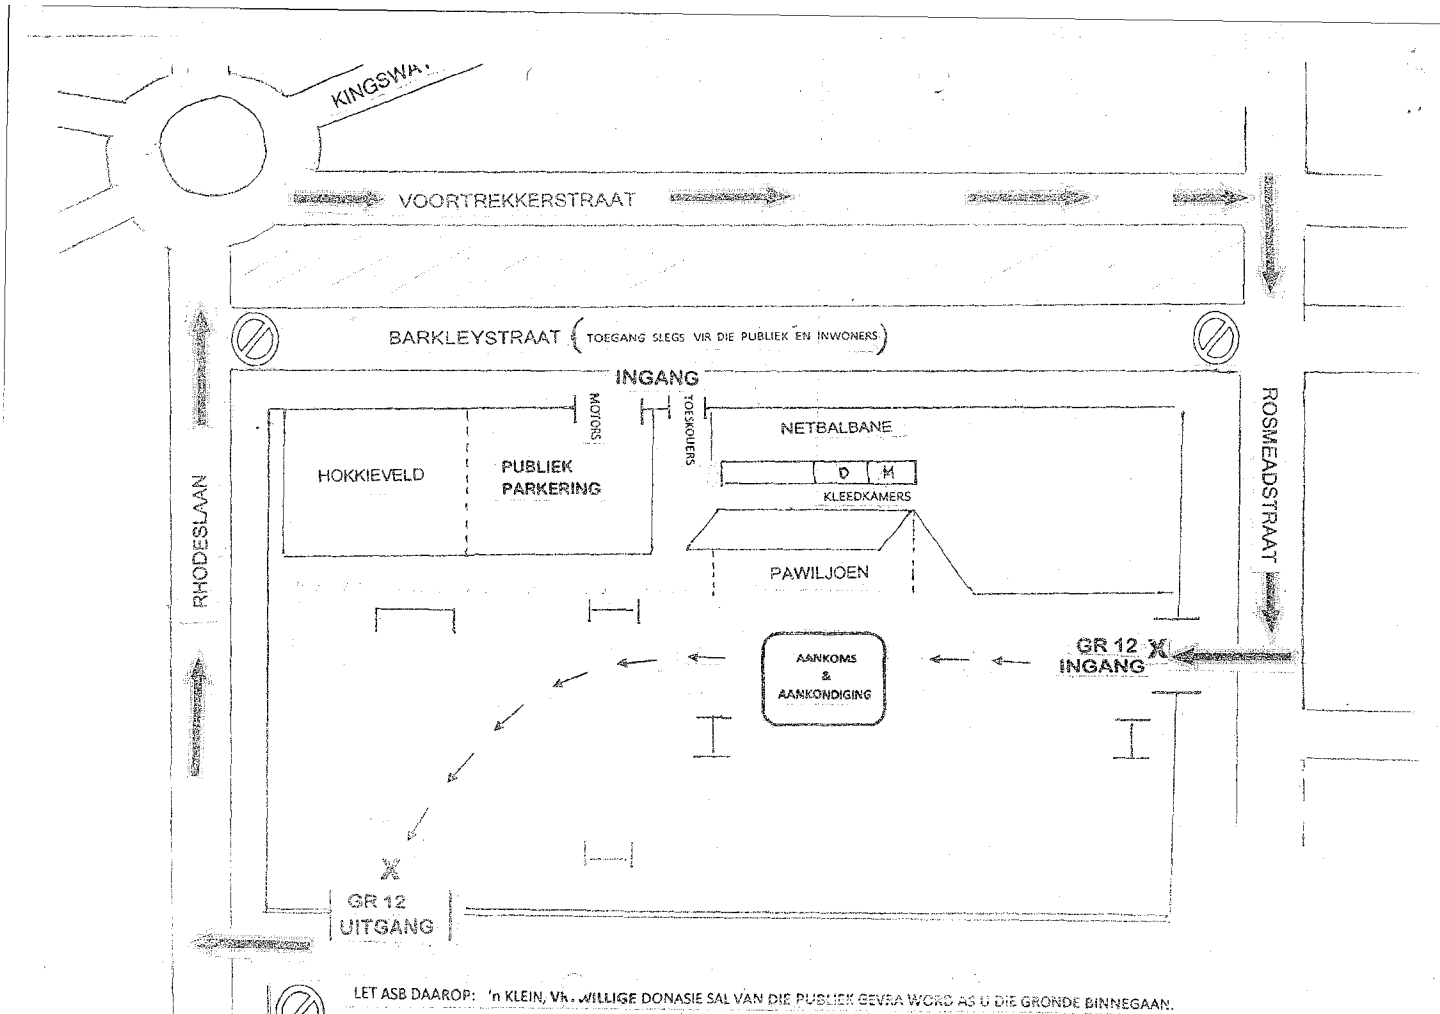 KINGSWAY
VOORTREKKERSTRAAT
BARKLEYSTRAAT (TOEGANG SLEGS VIR DIE PUBLIEK EN INWONERS)
INGANG
MOTORS
TOESKOUERS
NETBALBANE
HOKKIEVELD
PUBLIEK
PARKERING
D M
KLEEDKAMERS
PAWILJOEN
RHODESLAAN
ROSMEADSTRAAT
AANKOMS
&
AANKONDIGING
GR 12 X
INGANG
X
GR 12
UITGANG
LET ASB DAAROP: 'n KLEIN, VRYWILLIGE DONASIE SAL VAN DIE PUBLIEK GEVRA WORD AS U DIE GRONDE BINNEGAAN.